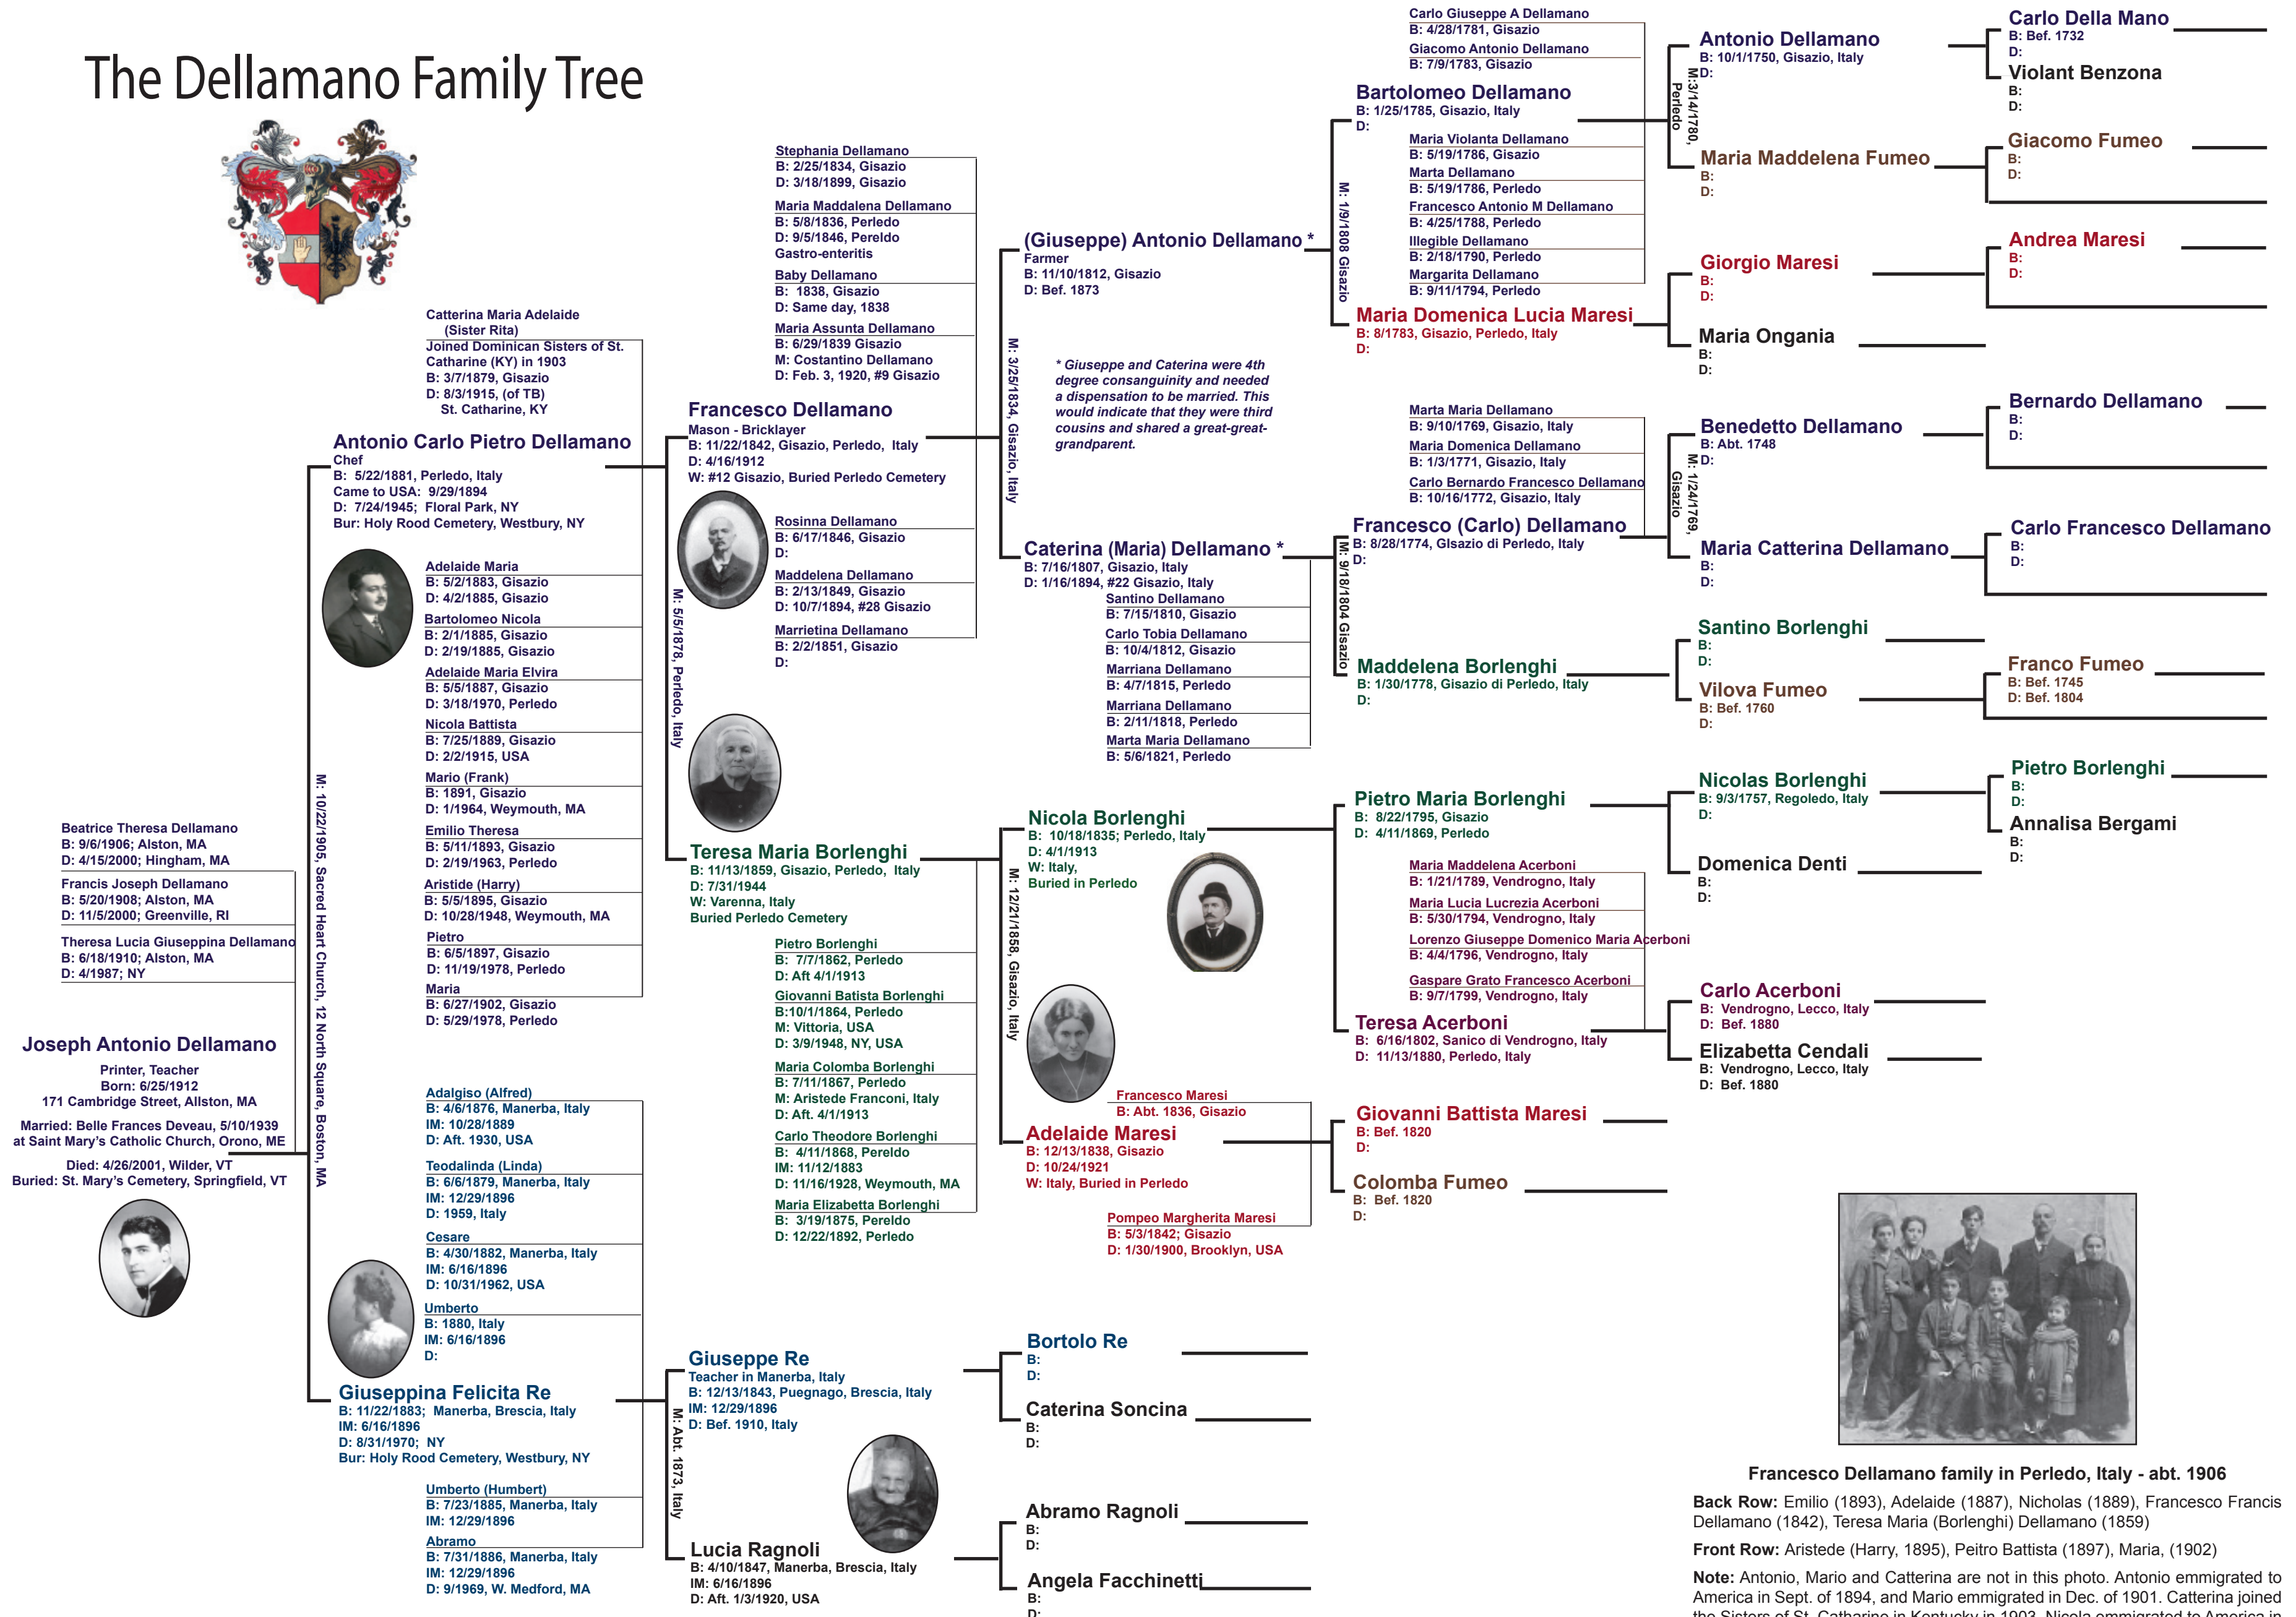 The Dellamano Family Tree
Beatrice Theresa Dellamano
B: 9/6/1906; Alston, MA
D: 4/15/2000; Hingham, MA
Francis Joseph Dellamano
B: 5/20/1908; Alston, MA
D: 11/5/2000; Greenville, RI
Theresa Lucia Giuseppina Dellamano
B: 6/18/1910; Alston, MA
D: 4/1987; NY
Joseph Antonio Dellamano
Printer, Teacher
Born: 6/25/1912
171 Cambridge Street, Allston, MA
Married: Belle Frances Deveau, 5/10/1939
at Saint Mary's Catholic Church, Orono, ME
Died: 4/26/2001, Wilder, VT
Buried: St. Mary's Cemetery, Springfield, VT
M: 10/22/1905, Sacred Heart Church, 12 North Square, Boston, MA
Catterina Maria Adelaide
(Sister Rita)
Joined Dominican Sisters of St.
Catharine (KY) in 1903
B: 3/7/1879, Gisazio
D: 8/3/1915, (of TB)
St. Catharine, KY
Antonio Carlo Pietro Dellamano
Chef
B: 5/22/1881, Perledo, Italy
Came to USA: 9/29/1894
D: 7/24/1945; Floral Park, NY
Bur: Holy Rood Cemetery, Westbury, NY
Adelaide Maria
B: 5/2/1883, Gisazio
D: 4/2/1885, Gisazio
Bartolomeo Nicola
B: 2/1/1885, Gisazio
D: 2/19/1885, Gisazio
Adelaide Maria Elvira
B: 5/5/1887, Gisazio
D: 3/18/1970, Perledo
Nicola Battista
B: 7/25/1889, Gisazio
D: 2/2/1915, USA
Mario (Frank)
B: 1891, Gisazio
D: 1/1964, Weymouth, MA
Emilio Theresa
B: 5/11/1893, Gisazio
D: 2/19/1963, Perledo
Aristide (Harry)
B: 5/5/1895, Gisazio
D: 10/28/1948, Weymouth, MA
Pietro
B: 6/5/1897, Gisazio
D: 11/19/1978, Perledo
Maria
B: 6/27/1902, Gisazio
D: 5/29/1978, Perledo
Adalgiso (Alfred)
B: 4/6/1876, Manerba, Italy
IM: 10/28/1889
D: Aft. 1930, USA
Teodalinda (Linda)
B: 6/6/1879, Manerba, Italy
IM: 12/29/1896
D: 1959, Italy
Cesare
B: 4/30/1882, Manerba, Italy
IM: 6/16/1896
D: 10/31/1962, USA
Umberto
B: 1880, Italy
IM: 6/16/1896
D:
Giuseppina Felicita Re
B: 11/22/1883; Manerba, Brescia, Italy
IM: 6/16/1896
D: 8/31/1970; NY
Bur: Holy Rood Cemetery, Westbury, NY
Umberto (Humbert)
B: 7/23/1885, Manerba, Italy
IM: 12/29/1896
Abramo
B: 7/31/1886, Manerba, Italy
IM: 12/29/1896
D: 9/1969, W. Medford, MA
M: 5/5/1878, Perledo, Italy
Stephania Dellamano
B: 2/25/1834, Gisazio
D: 3/18/1899, Gisazio
Maria Maddalena Dellamano
B: 5/8/1836, Perledo
D: 9/5/1846, Pereldo
Gastro-enteritis
Baby Dellamano
B: 1838, Gisazio
D: Same day, 1838
Maria Assunta Dellamano
B: 6/29/1839 Gisazio
M: Costantino Dellamano
D: Feb. 3, 1920, #9 Gisazio
Francesco Dellamano
Mason - Bricklayer
B: 11/22/1842, Gisazio, Perledo, Italy
D: 4/16/1912
W: #12 Gisazio, Buried Perledo Cemetery
Rosinna Dellamano
B: 6/17/1846, Gisazio
D:
Maddelena Dellamano
B: 2/13/1849, Gisazio
D: 10/7/1894, #28 Gisazio
Marrietina Dellamano
B: 2/2/1851, Gisazio
D:
Teresa Maria Borlenghi
B: 11/13/1859, Gisazio, Perledo, Italy
D: 7/31/1944
W: Varenna, Italy
Buried Perledo Cemetery
Pietro Borlenghi
B: 7/7/1862, Perledo
D: Aft 4/1/1913
Giovanni Batista Borlenghi
B:10/1/1864, Perledo
M: Vittoria, USA
D: 3/9/1948, NY, USA
Maria Colomba Borlenghi
B: 7/11/1867, Perledo
M: Aristede Franconi, Italy
D: Aft. 4/1/1913
Carlo Theodore Borlenghi
B: 4/11/1868, Pereldo
IM: 11/12/1883
D: 11/16/1928, Weymouth, MA
Maria Elizabetta Borlenghi
B: 3/19/1875, Pereldo
D: 12/22/1892, Perledo
Giuseppe Re
Teacher in Manerba, Italy
B: 12/13/1843, Puegnago, Brescia, Italy
IM: 12/29/1896
D: Bef. 1910, Italy
M: Abt. 1873, Italy
Lucia Ragnoli
B: 4/10/1847, Manerba, Brescia, Italy
IM: 6/16/1896
D: Aft. 1/3/1920, USA
(Giuseppe) Antonio Dellamano *
Farmer
B: 11/10/1812, Gisazio
D: Bef. 1873
M: 3/25/1834, Gisazio, Italy
* Giuseppe and Caterina were 4th
degree consanguinity and needed
a dispensation to be married. This
would indicate that they were third
cousins and shared a great-great-
grandparent.
Caterina (Maria) Dellamano *
B: 7/16/1807, Gisazio, Italy
D: 1/16/1894, #22 Gisazio, Italy
Santino Dellamano
B: 7/15/1810, Gisazio
Carlo Tobia Dellamano
B: 10/4/1812, Gisazio
Marriana Dellamano
B: 4/7/1815, Perledo
Marriana Dellamano
B: 2/11/1818, Perledo
Marta Maria Dellamano
B: 5/6/1821, Perledo
Nicola Borlenghi
B: 10/18/1835; Perledo, Italy
D: 4/1/1913
W: Italy,
Buried in Perledo
M: 12/21/1858, Gisazio, Italy
Francesco Maresi
B: Abt. 1836, Gisazio
Adelaide Maresi
B: 12/13/1838, Gisazio
D: 10/24/1921
W: Italy, Buried in Perledo
Pompeo Margherita Maresi
B: 5/3/1842; Gisazio
D: 1/30/1900, Brooklyn, USA
Bortolo Re
B:
D:
Caterina Soncina
B:
D:
Abramo Ragnoli
B:
D:
Angela Facchinetti
B:
D:
Carlo Giuseppe A Dellamano
B: 4/28/1781, Gisazio
Giacomo Antonio Dellamano
B: 7/9/1783, Gisazio
Bartolomeo Dellamano
B: 1/25/1785, Gisazio, Italy
D:
Maria Violanta Dellamano
B: 5/19/1786, Gisazio
Marta Dellamano
B: 5/19/1786, Perledo
Francesco Antonio M Dellamano
B: 4/25/1788, Perledo
Illegible Dellamano
B: 2/18/1790, Perledo
Margarita Dellamano
B: 9/11/1794, Perledo
M: 1/9/1808 Gisazio
Maria Domenica Lucia Maresi
B: 8/1783, Gisazio, Perledo, Italy
D:
Marta Maria Dellamano
B: 9/10/1769, Gisazio, Italy
Maria Domenica Dellamano
B: 1/3/1771, Gisazio, Italy
Carlo Bernardo Francesco Dellamano
B: 10/16/1772, Gisazio, Italy
Francesco (Carlo) Dellamano
B: 8/28/1774, GIsazio di Perledo, Italy
D:
M: 9/18/1804 Gisazio
Maddelena Borlenghi
B: 1/30/1778, Gisazio di Perledo, Italy
D:
Pietro Maria Borlenghi
B: 8/22/1795, Gisazio
D: 4/11/1869, Perledo
Maria Maddelena Acerboni
B: 1/21/1789, Vendrogno, Italy
Maria Lucia Lucrezia Acerboni
B: 5/30/1794, Vendrogno, Italy
Lorenzo Giuseppe Domenico Maria Acerboni
B: 4/4/1796, Vendrogno, Italy
Gaspare Grato Francesco Acerboni
B: 9/7/1799, Vendrogno, Italy
Teresa Acerboni
B: 6/16/1802, Sanico di Vendrogno, Italy
D: 11/13/1880, Perledo, Italy
Giovanni Battista Maresi
B: Bef. 1820
D:
Colomba Fumeo
B: Bef. 1820
D:
Antonio Dellamano
B: 10/1/1750, Gisazio, Italy
D:
M:3/14/1780,
Perledo
Maria Maddelena Fumeo
B:
D:
Giorgio Maresi
B:
D:
Maria Ongania
B:
D:
Benedetto Dellamano
B: Abt. 1748
D:
M: 1/24/1769,
Gisazio
Maria Catterina Dellamano
B:
D:
Santino Borlenghi
B:
D:
Vilova Fumeo
B: Bef. 1760
D:
Nicolas Borlenghi
B: 9/3/1757, Regoledo, Italy
D:
Domenica Denti
B:
D:
Carlo Acerboni
B: Vendrogno, Lecco, Italy
D: Bef. 1880
Elizabetta Cendali
B: Vendrogno, Lecco, Italy
D: Bef. 1880
Carlo Della Mano
B: Bef. 1732
D:
Violant Benzona
B:
D:
Giacomo Fumeo
B:
D:
Andrea Maresi
B:
D:
Bernardo Dellamano
B:
D:
Carlo Francesco Dellamano
B:
D:
Franco Fumeo
B: Bef. 1745
D: Bef. 1804
Pietro Borlenghi
B:
D:
Annalisa Bergami
B:
D:
Francesco Dellamano family in Perledo, Italy - abt. 1906
Back Row: Emilio (1893), Adelaide (1887), Nicholas (1889), Francesco Francis
Dellamano (1842), Teresa Maria (Borlenghi) Dellamano (1859)
Front Row: Aristede (Harry, 1895), Peitro Battista (1897), Maria, (1902)
Note: Antonio, Mario and Catterina are not in this photo. Antonio emmigrated to
America in Sept. of 1894, and Mario emmigrated in Dec. of 1901. Catterina joined
the Sisters of St. Catharine in Kentucky in 1903. Nicola emmigrated to America in